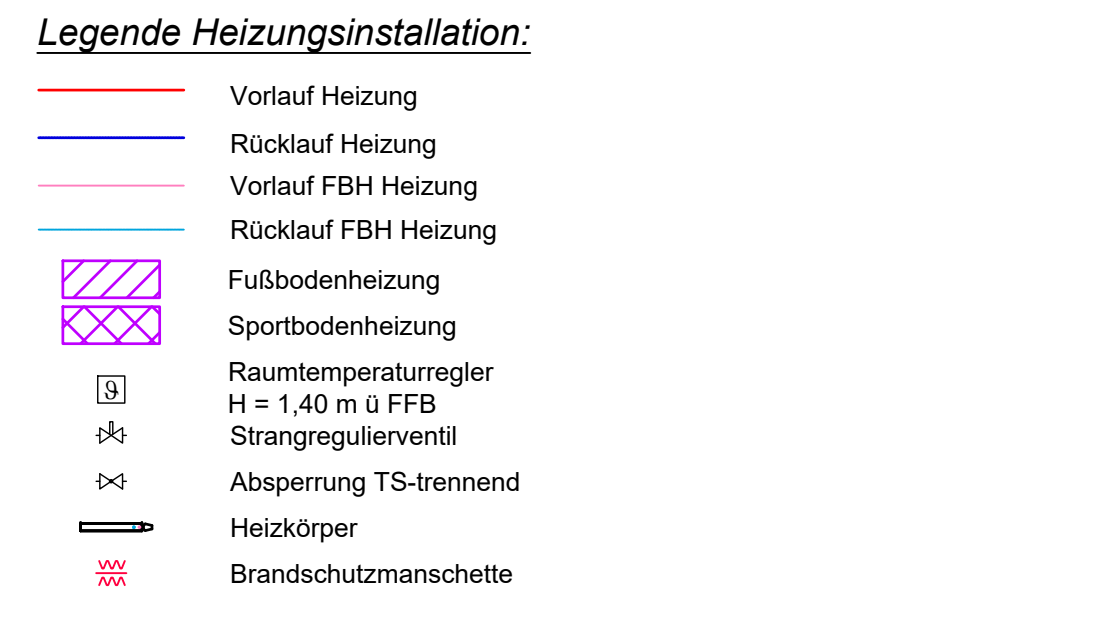 Legende Heizungsinstallation:
Vorlauf Heizung
Rücklauf Heizung
Vorlauf FBH Heizung
Rücklauf FBH Heizung
Fußbodenheizung
Sportbodenheizung
ϑ Raumtemperaturregler
H = 1,40 m ü FFB
Strangregulierventil
Absperrung TS-trennend
Heizkörper
Brandschutzmanschette